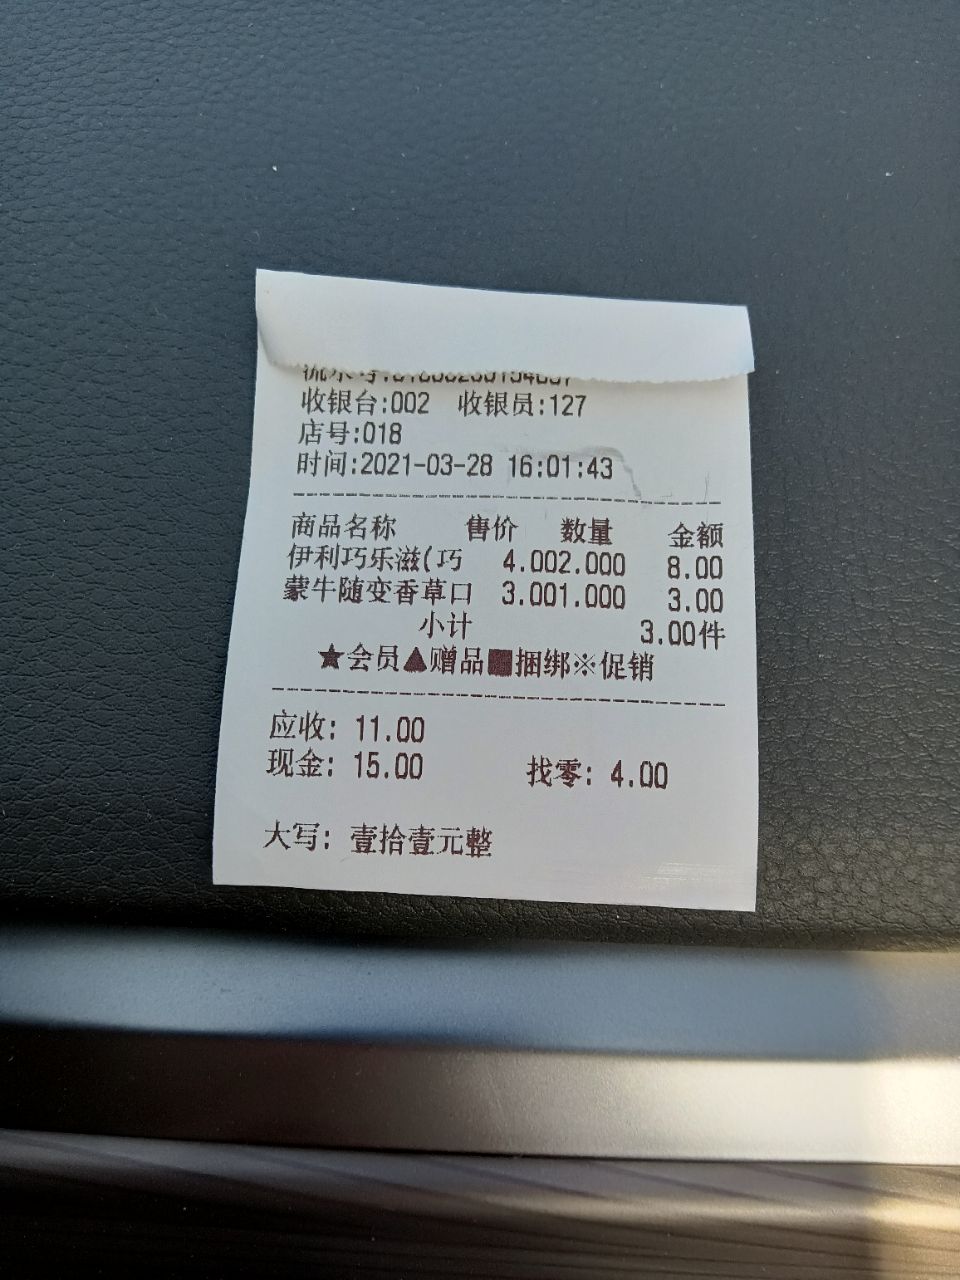 收银台:002 收银员:127
店号:018
时间:2021-03-28 16:01:43
商品名称 售价 数量 金额
伊利巧乐滋(巧 4.002.000 8.00
蒙牛随变香草口 3.001.000 3.00
小计 3.00件
★会员▲赠品■捆绑※促销
应收: 11.00
现金: 15.00 找零: 4.00
大写: 壹拾壹元整